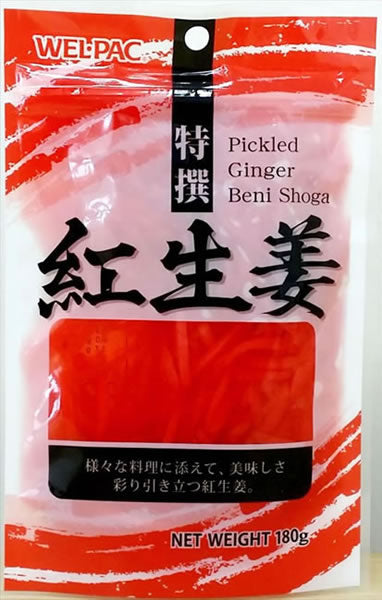 WEL·PAC
特撰
Pickled
Ginger
Beni Shoga
紅生姜
様々な料理に添えて、美味しさ
彩り引き立つ紅生姜。
NET WEIGHT 180g